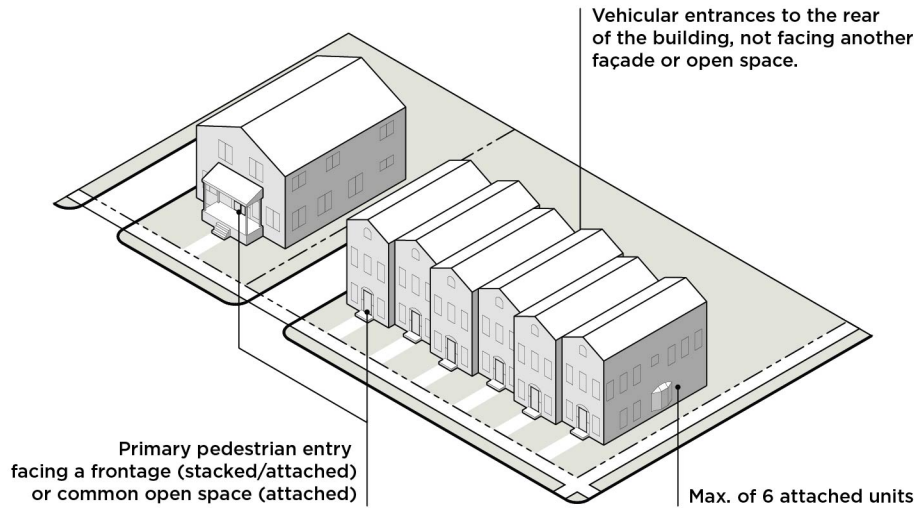 Vehicular entrances to the rear
of the building, not facing another
façade or open space.
Primary pedestrian entry
facing a frontage (stacked/attached)
or common open space (attached)
Max. of 6 attached units